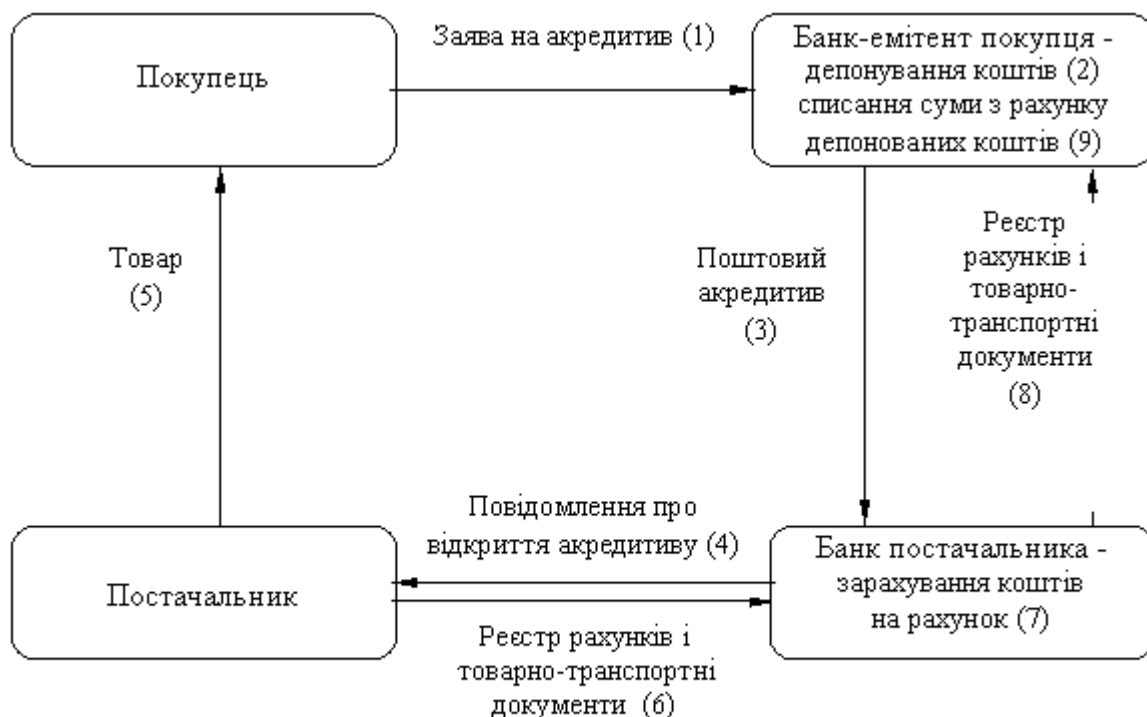 Заява на акредитив (1)
Покупець
Банк-емітент покупця -
депонування коштів (2)
списання суми з рахунку
депонованих коштів (9)
Товар
(5)
Поштовий
акредитив
(3)
Реєстр
рахунків і
товарно-
транспортні
документи
(8)
Повідомлення про
відкриття акредитиву (4)
Постачальник
Банк постачальника -
зарахування коштів
на рахунок (7)
Реєстр рахунків і
товарно-транспортні
документи (6)